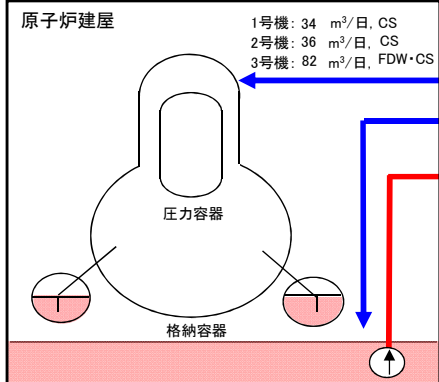 原子炉建屋
1号機: 34 m³/日, CS
2号機: 36 m³/日, CS
3号機: 82 m³/日, FDW・CS
圧力容器
格納容器